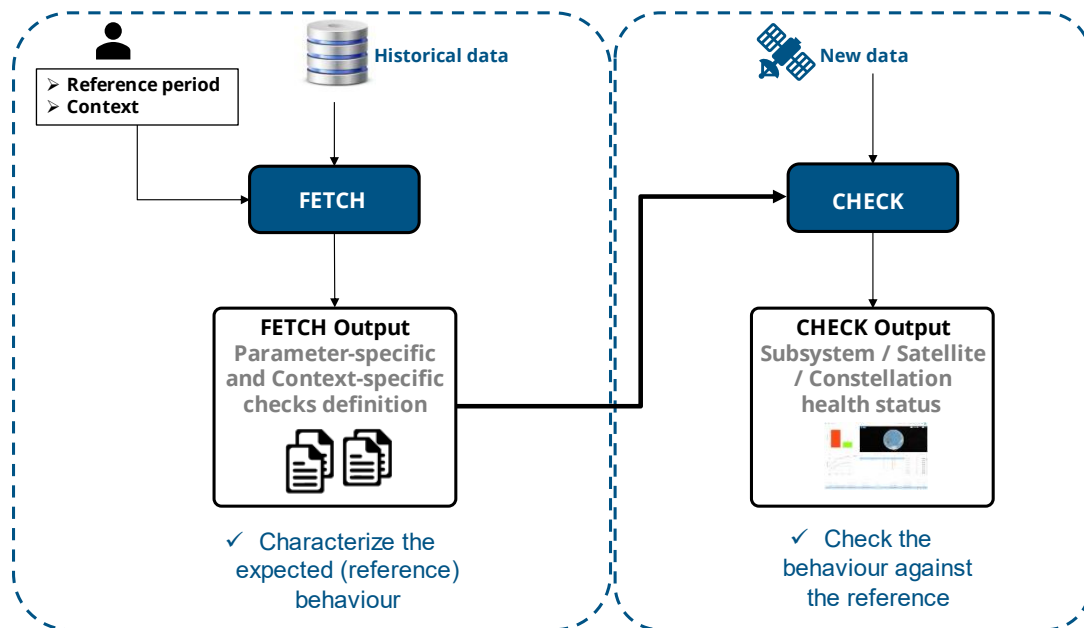 Historical data
➢ Reference period
➢ Context
FETCH
FETCH Output
Parameter-specific
and Context-specific
checks definition
✓ Characterize the
expected (reference)
behaviour
New data
CHECK
CHECK Output
Subsystem / Satellite
/ Constellation
health status
✓ Check the
behaviour against
the reference